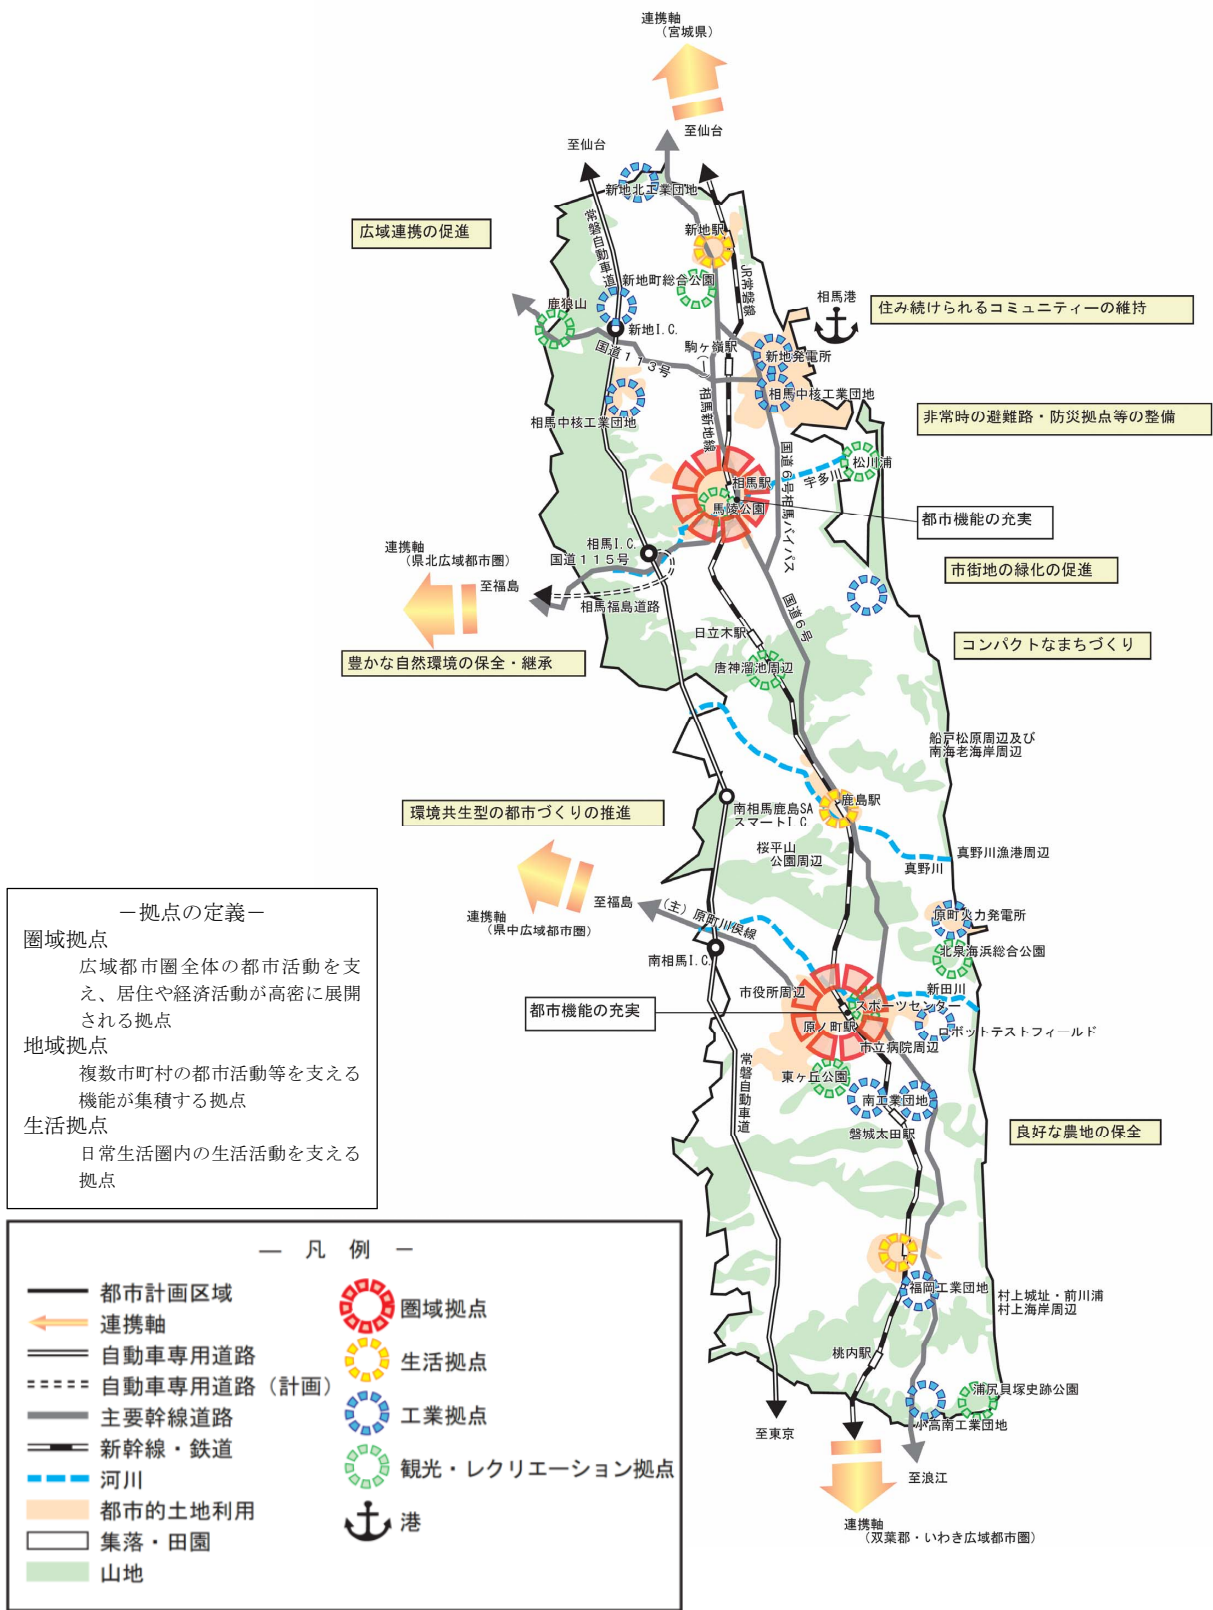 連携軸
（宮城県）
至仙台
至仙台
新地北工業団地
常磐自動車道
新地駅
広域連携の促進
新地町総合公園
JR常磐線
相馬港
鹿狼山
新地I.C.
住み続けられるコミュニティーの維持
国道113号
駒ヶ嶺駅
新地発電所
（一）相馬新地線
相馬中核工業団地
相馬中核工業団地
非常時の避難路・防災拠点等の整備
国道6号相馬バイパス
松川浦
宇多川
相馬駅
馬陵公園
都市機能の充実
相馬I.C.
連携軸
（県北広域都市圏）
国道115号
市街地の緑化の促進
至福島
相馬福島道路
国道6号
日立木駅
コンパクトなまちづくり
豊かな自然環境の保全・継承
唐神溜池周辺
船戸松原周辺及び
南海老海岸周辺
環境共生型の都市づくりの推進
南相馬鹿島SA
スマートI.C
鹿島駅
桜平山
公園周辺
真野川漁港周辺
真野川
連携軸
（県中広域都市圏）
至福島
（主）原町川俣線
原町火力発電所
南相馬I.C.
北泉海浜総合公園
市役所周辺
新田川
スポーツセンター
都市機能の充実
原ノ町駅
ロボットテストフィールド
市立病院周辺
常磐自動車道
東ヶ丘公園
南工業団地
磐城太田駅
良好な農地の保全
福岡工業団地
村上城址・前川浦
村上海岸周辺
桃内駅
浦尻貝塚史跡公園
小高南工業団地
至東京
至浪江
連携軸
（双葉郡・いわき広域都市圏）
－拠点の定義－
圏域拠点
広域都市圏全体の都市活動を支
え、居住や経済活動が高密に展開
される拠点
地域拠点
複数市町村の都市活動等を支える
機能が集積する拠点
生活拠点
日常生活圏内の生活活動を支える
拠点
― 凡 例 －
都市計画区域
連携軸
自動車専用道路
自動車専用道路（計画）
主要幹線道路
新幹線・鉄道
河川
都市的土地利用
集落・田園
山地
圏域拠点
生活拠点
工業拠点
観光・レクリエーション拠点
港